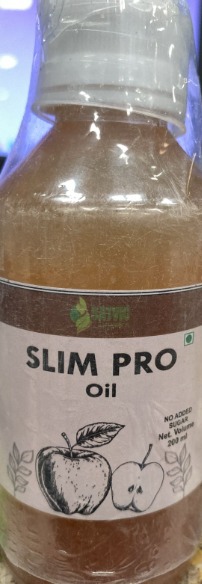 SLIM PRO
Oil
NO ADDED
SUGAR
Net. Volume
200 ml